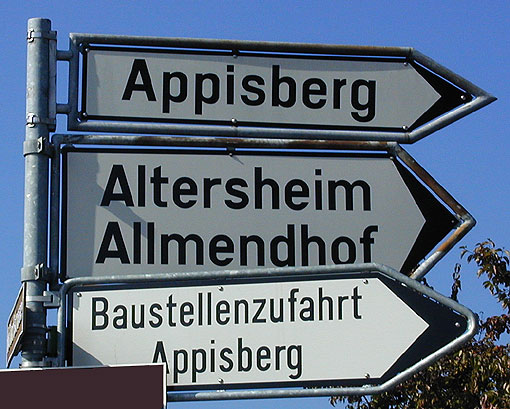 Appisberg
Altersheim
Allmendhof
Baustellenzufahrt
Appisberg